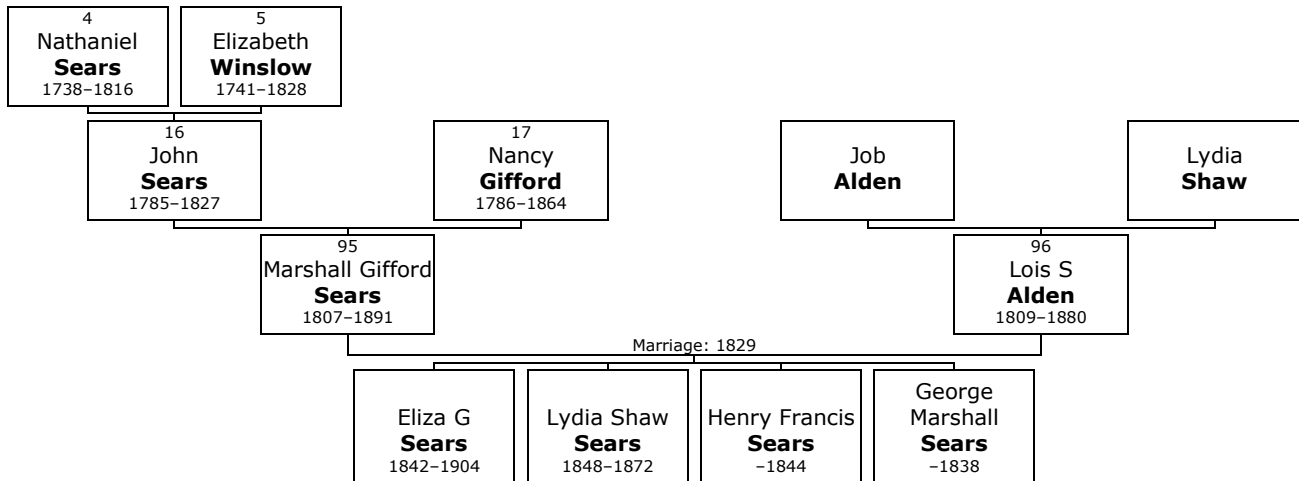 4
Nathaniel
Sears
1738–1816
5
Elizabeth
Winslow
1741–1828
16
John
Sears
1785–1827
17
Nancy
Gifford
1786–1864
Job
Alden
Lydia
Shaw
95
Marshall Gifford
Sears
1807–1891
96
Lois S
Alden
1809–1880
Marriage: 1829
Eliza G
Sears
1842–1904
Lydia Shaw
Sears
1848–1872
Henry Francis
Sears
–1844
George
Marshall
Sears
–1838